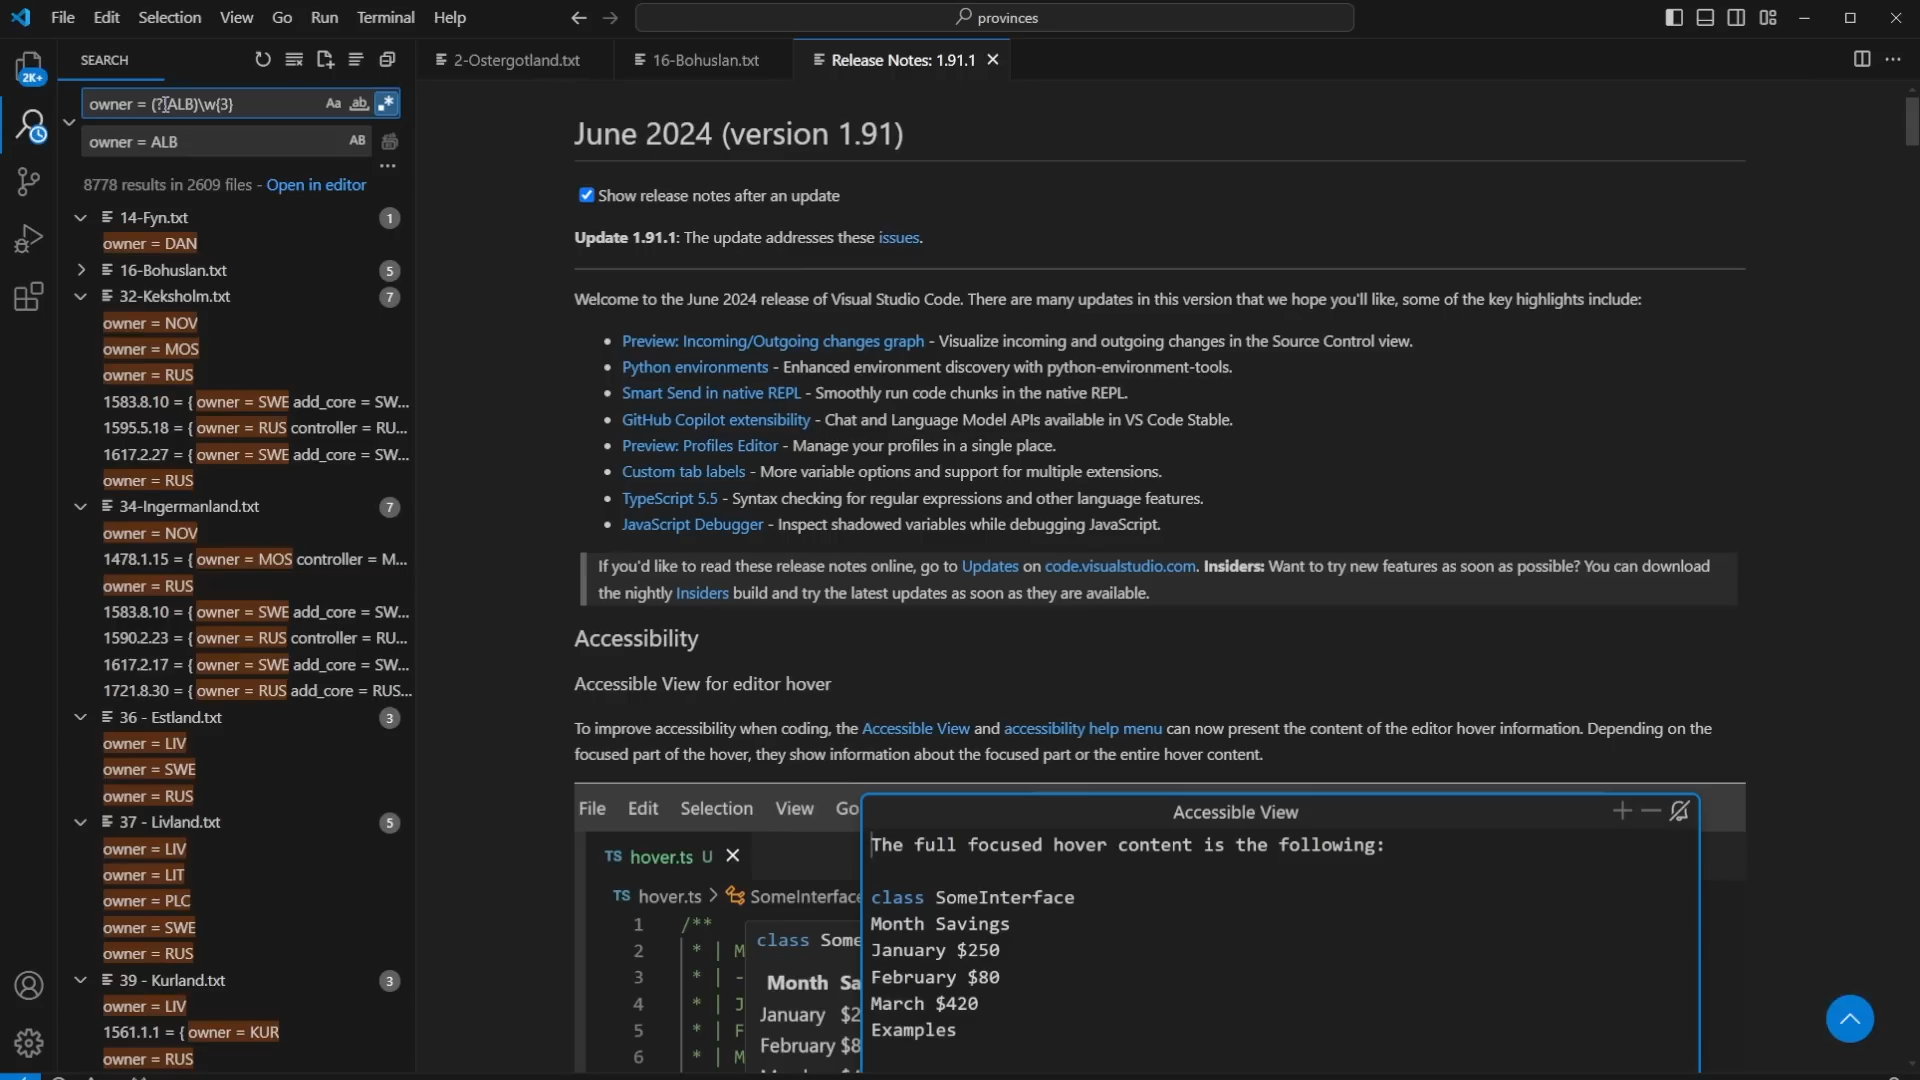 File Edit Selection View Go Run Terminal Help
provinces
SEARCH
2-Ostergotland.txt
16-Bohuslan.txt
Release Notes: 1.91.1
2K+
owner = (?!ALB)\w{3}
Aa ab
owner = ALB
AB
8778 results in 2609 files - Open in editor
14-Fyn.txt 1
owner = DAN
16-Bohuslan.txt 5
32-Keksholm.txt 7
owner = NOV
owner = MOS
owner = RUS
1583.8.10 = { owner = SWE add_core = SW...
1595.5.18 = { owner = RUS controller = RU...
1617.2.27 = { owner = SWE add_core = SW...
owner = RUS
34-Ingermanland.txt 7
owner = NOV
1478.1.15 = { owner = MOS controller = M...
owner = RUS
1583.8.10 = { owner = SWE add_core = SW...
1590.2.23 = { owner = RUS controller = RU...
1617.2.17 = { owner = SWE add_core = SW...
1721.8.30 = { owner = RUS add_core = RUS...
36 - Estland.txt 3
owner = LIV
owner = SWE
owner = RUS
37 - Livland.txt 5
owner = LIV
owner = LIT
owner = PLC
owner = SWE
owner = RUS
39 - Kurland.txt 3
owner = LIV
1561.1.1 = { owner = KUR
owner = RUS
June 2024 (version 1.91)
Show release notes after an update
Update 1.91.1: The update addresses these issues.
Welcome to the June 2024 release of Visual Studio Code. There are many updates in this version that we hope you'll like, some of the key highlights include:
• Preview: Incoming/Outgoing changes graph - Visualize incoming and outgoing changes in the Source Control view.
• Python environments - Enhanced environment discovery with python-environment-tools.
• Smart Send in native REPL - Smoothly run code chunks in the native REPL.
• GitHub Copilot extensibility - Chat and Language Model APIs available in VS Code Stable.
• Preview: Profiles Editor - Manage your profiles in a single place.
• Custom tab labels - More variable options and support for multiple extensions.
• TypeScript 5.5 - Syntax checking for regular expressions and other language features.
• JavaScript Debugger - Inspect shadowed variables while debugging JavaScript.
If you'd like to read these release notes online, go to Updates on code.visualstudio.com. Insiders: Want to try new features as soon as possible? You can download
the nightly Insiders build and try the latest updates as soon as they are available.
Accessibility
Accessible View for editor hover
To improve accessibility when coding, the Accessible View and accessibility help menu can now present the content of the editor hover information. Depending on the
focused part of the hover, they show information about the focused part or the entire hover content.
File Edit Selection View Go
TS hover.ts U
TS hover.ts > SomeInterface
1 /**
2 * | M
3 * | -
4 * | J
5 * | F
6 * | M
class Some
Month Sa
January $2
February $8
Accessible View
The full focused hover content is the following:
class SomeInterface
Month Savings
January $250
February $80
March $420
Examples